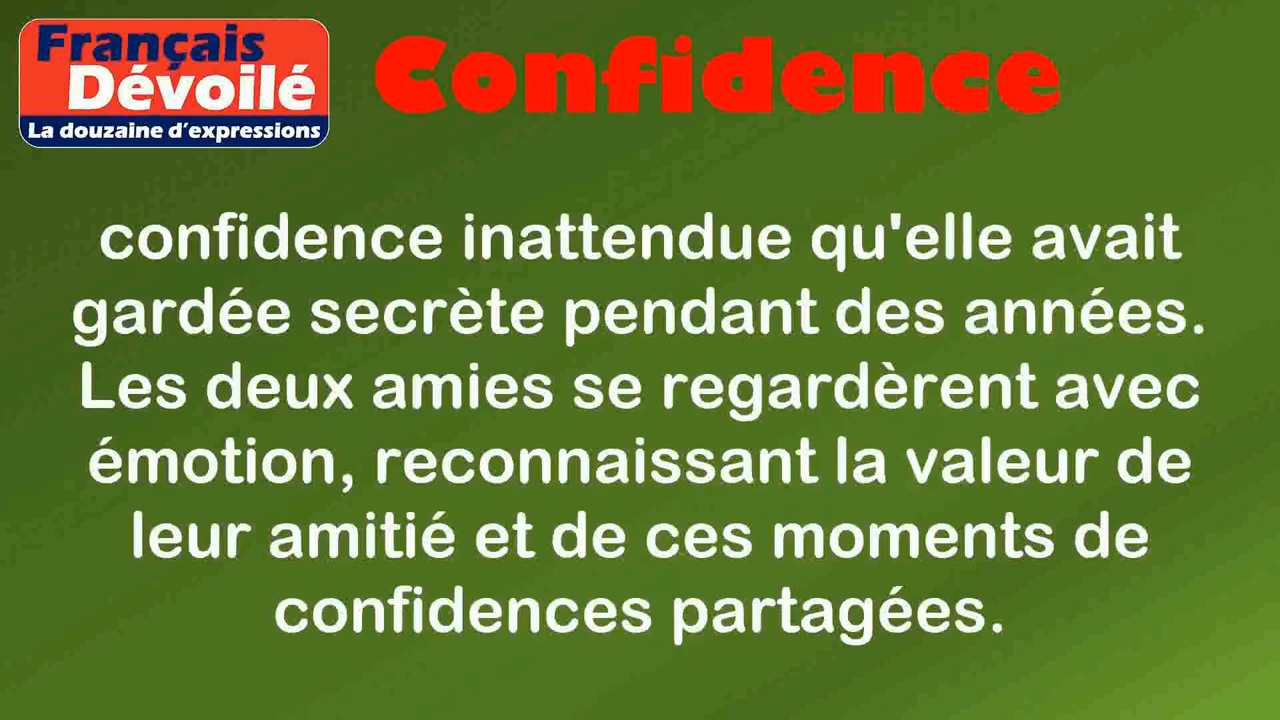 Français
Dévoilé
La douzaine d'expressions
Confidence
confidence inattendue qu'elle avait
gardée secrète pendant des années.
Les deux amies se regardèrent avec
émotion, reconnaissant la valeur de
leur amitié et de ces moments de
confidences partagées.